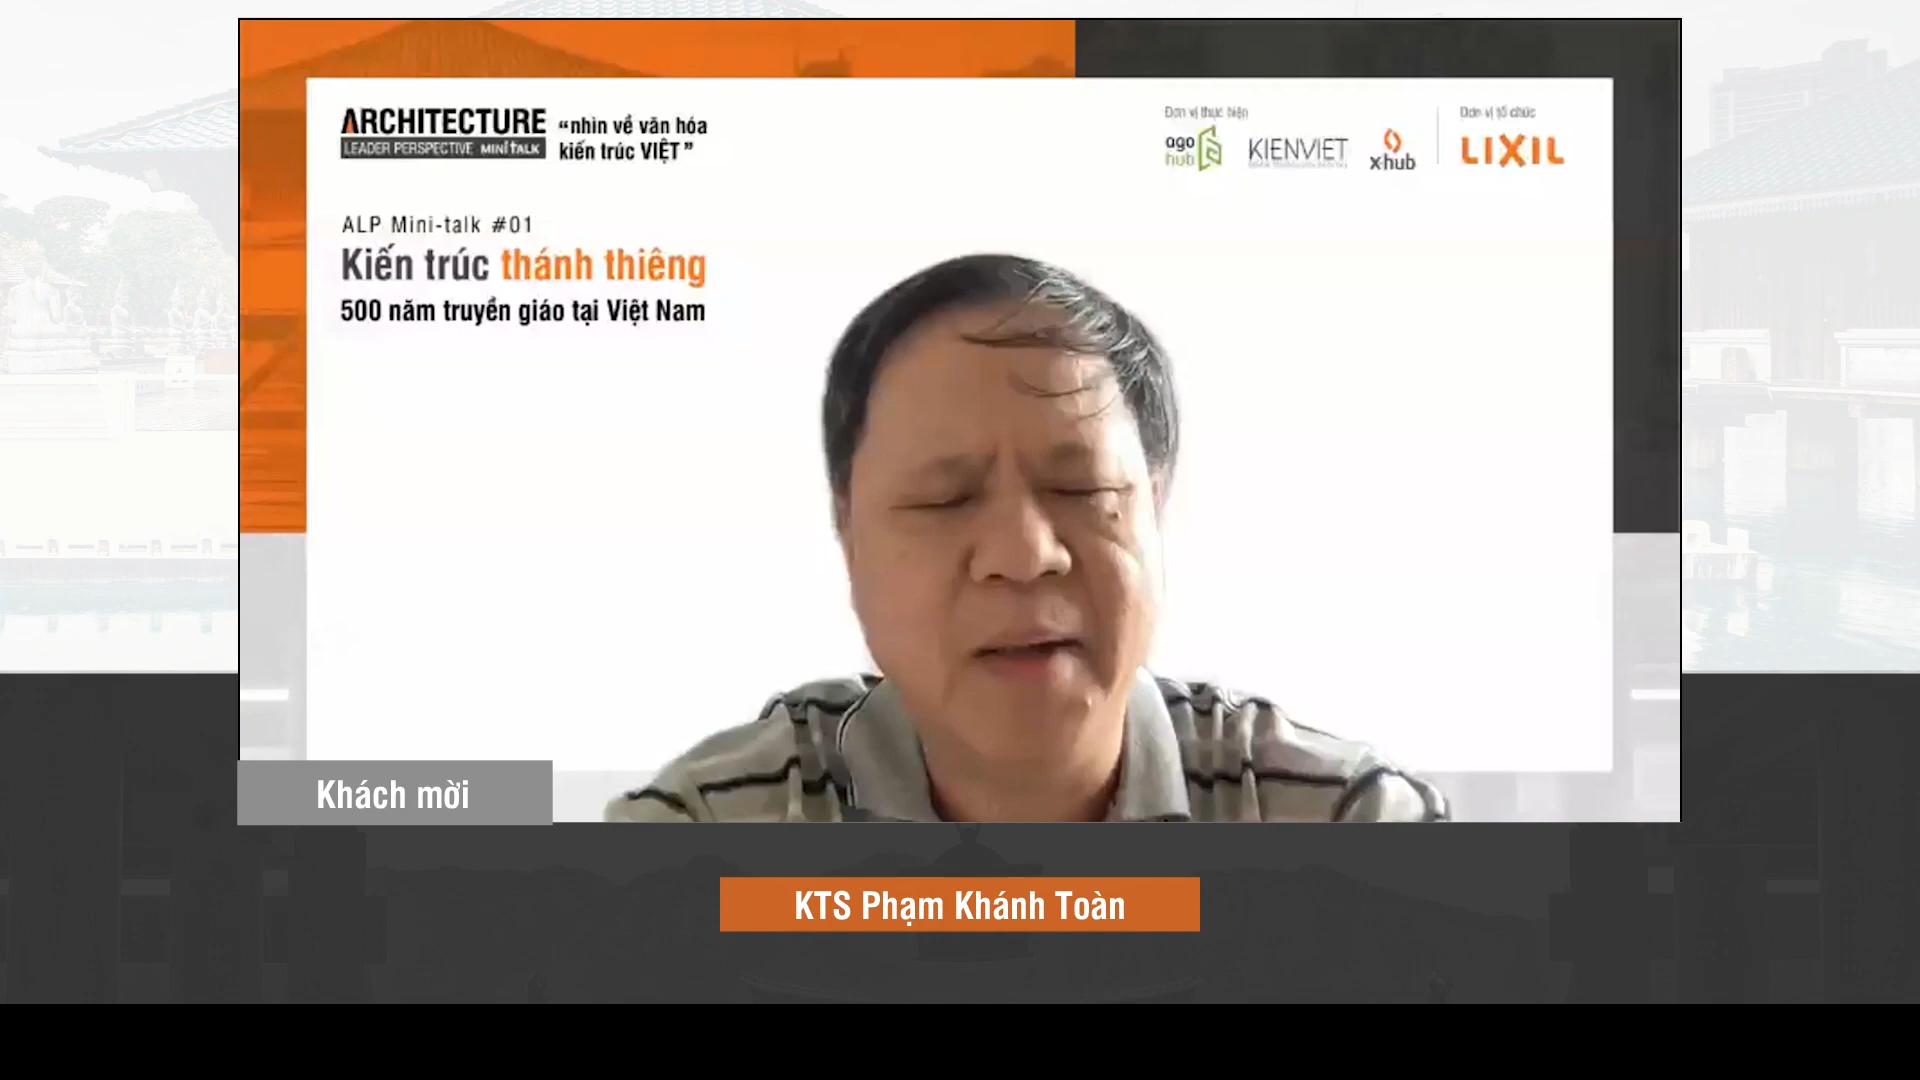 ARCHITECTURE
LEADER PERSPECTIVE MINI TALK
“nhìn về văn hóa
kiến trúc VIỆT”
Đơn vị thực hiện
ago
hub
KIENVIET
xhub
Đơn vị tổ chức
LIXIL
ALP Mini-talk #01
Kiến trúc thánh thiêng
500 năm truyền giáo tại Việt Nam
Khách mời
KTS Phạm Khánh Toàn